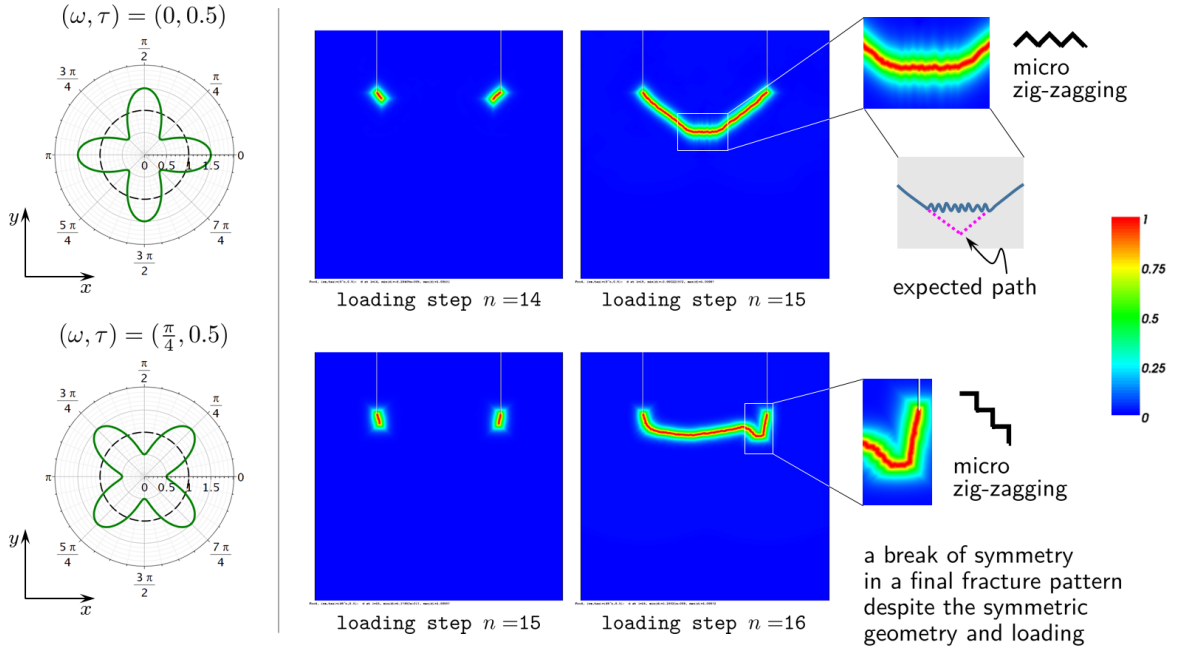 (ω, τ) = (0, 0.5)
π/2
3π/4
π/4
π
0
0 0.5 1 1.5
5π/4
7π/4
3π/2
y
x
loading step n =14
loading step n =15
micro
zig-zagging
expected path
1
0.75
0.5
0.25
0
(ω, τ) = (π/4, 0.5)
π/2
3π/4
π/4
π
0
0 0.5 1 1.5
5π/4
7π/4
3π/2
y
x
loading step n =15
loading step n =16
micro
zig-zagging
a break of symmetry
in a final fracture pattern
despite the symmetric
geometry and loading